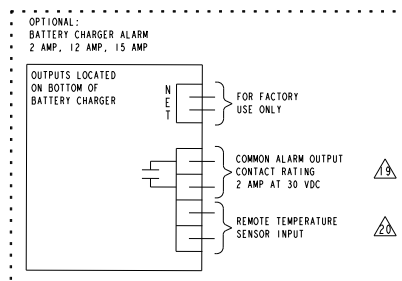 OPTIONAL:
BATTERY CHARGER ALARM
2 AMP, 12 AMP, 15 AMP
OUTPUTS LOCATED
ON BOTTOM OF
BATTERY CHARGER
NET
FOR FACTORY
USE ONLY
COMMON ALARM OUTPUT
CONTACT RATING
2 AMP AT 30 VDC
19
REMOTE TEMPERATURE
SENSOR INPUT
20